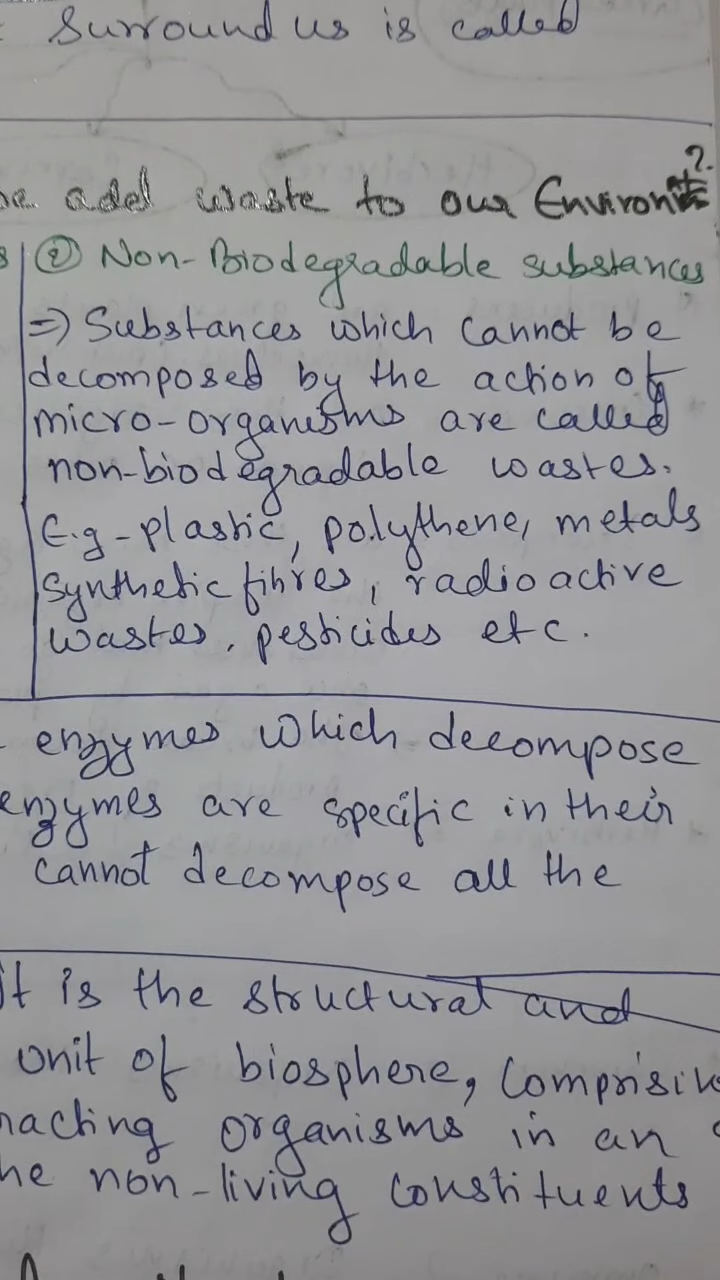 Surround us is called
add waste to our Environ
② Non-Biodegradable substances
=> Substances which cannot be
decomposed by the action of
micro-organisms are called
non-biodegradable wastes.
E.g - plastic, polythene, metals
Synthetic fibres, radioactive
wastes, pesticides etc.
enzymes which decompose
enzymes are specific in their
cannot decompose all the
it is the structural and
unit of biosphere, comprisin
racting organisms in an
he non-living constituents